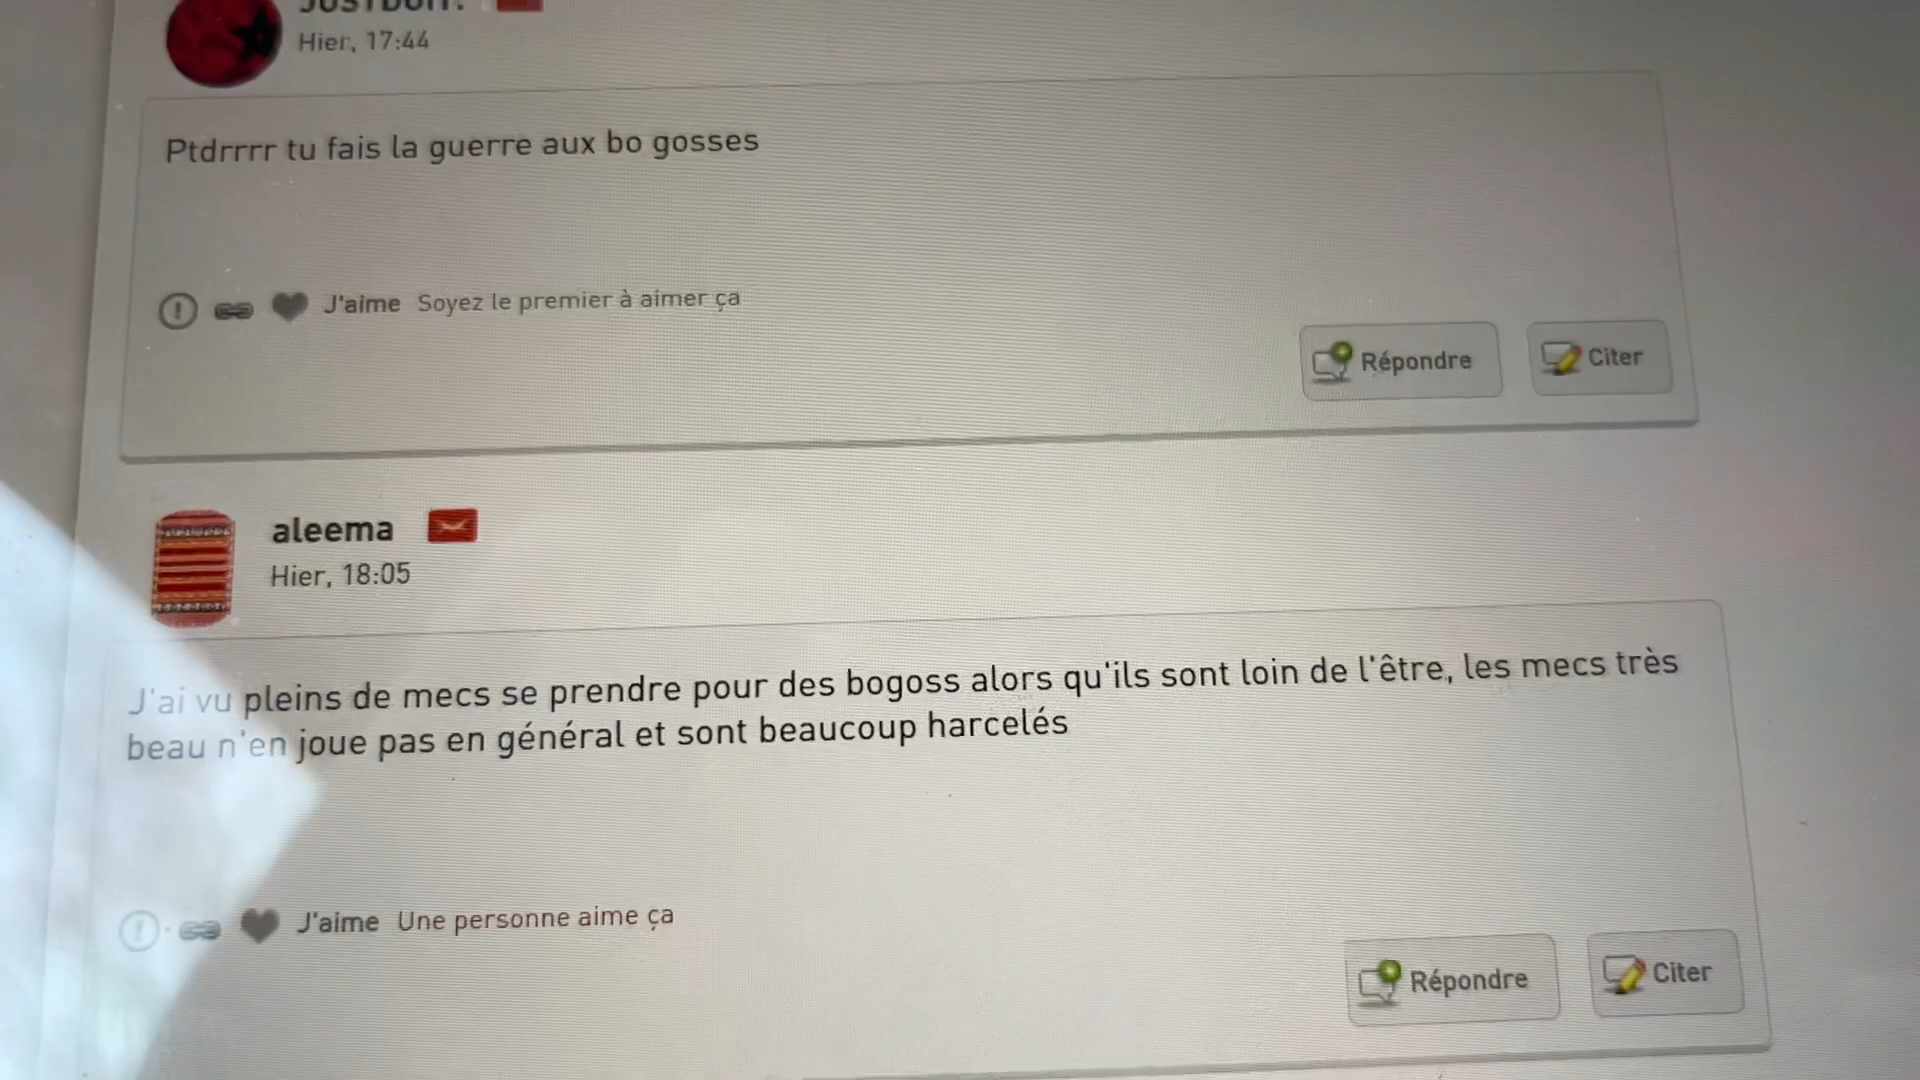 JUSTDOIT.
Hier, 17:44
Ptdrrrr tu fais la guerre aux bo gosses
J'aime Soyez le premier à aimer ça
Répondre
Citer
aleema
Hier, 18:05
J'ai vu pleins de mecs se prendre pour des bogoss alors qu'ils sont loin de l'être, les mecs très
beau n'en joue pas en général et sont beaucoup harcelés
J'aime Une personne aime ça
Répondre
Citer